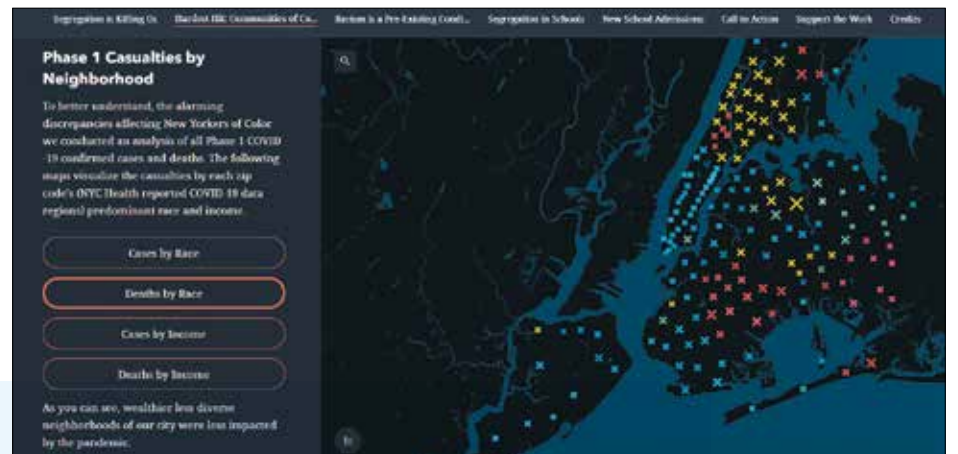 Segregation is Killing Us
Hardest Hit: Communities of Co...
Racism is a Pre-Existing Condi...
Segregation in Schools
New School Admissions
Call to Action
Support the Work
Credits
Phase 1 Casualties by
Neighborhood
To better understand, the alarming
discrepancies affecting New Yorkers of Color
we conducted an analysis of all Phase 1 COVID
-19 confirmed cases and deaths. The following
maps visualize the casualties by each zip
code's (NYC Health reported COVID-19 data
regions) predominant race and income.
Cases by Race
Deaths by Race
Cases by Income
Deaths by Income
As you can see, wealthier less diverse
neighborhoods of our city were less impacted
by the pandemic.